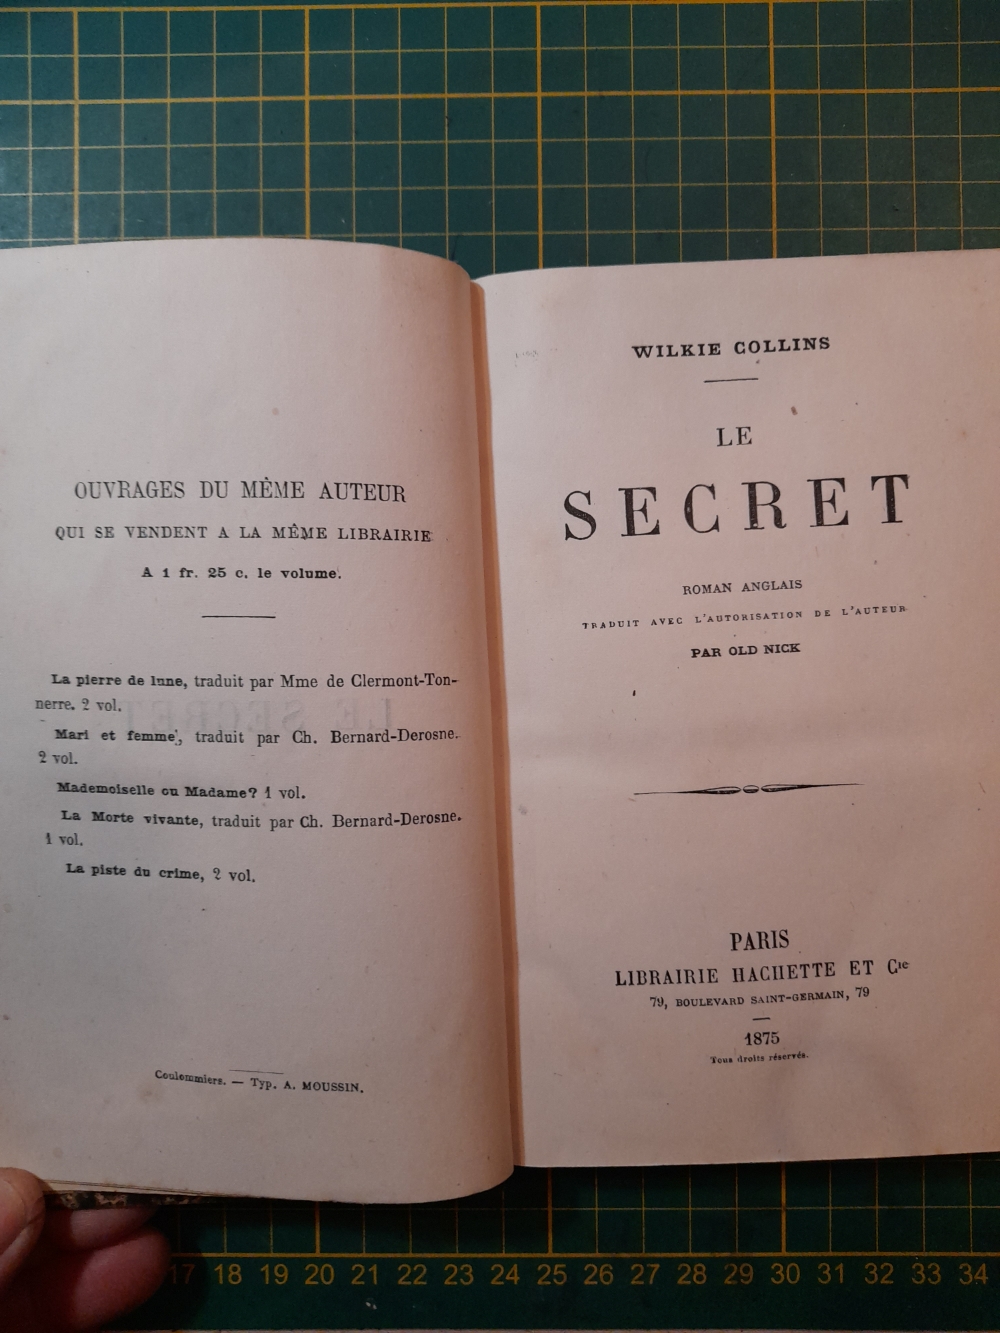 OUVRAGES DU MÊME AUTEUR
QUI SE VENDENT A LA MÊME LIBRAIRIE
A 1 fr. 25 c. le volume.
La pierre de lune, traduit par Mme de Clermont-Ton-
nerre. 2 vol.
Mari et femme, traduit par Ch. Bernard-Derosne.
2 vol.
Mademoiselle ou Madame? 1 vol.
La Morte vivante, traduit par Ch. Bernard-Derosne.
1 vol.
La piste du crime, 2 vol.
Coulommiers. — Typ. A. MOUSSIN.
WILKIE COLLINS
LE
SECRET
ROMAN ANGLAIS
TRADUIT AVEC L'AUTORISATION DE L'AUTEUR
PAR OLD NICK
PARIS
LIBRAIRIE HACHETTE ET Cie
79, BOULEVARD SAINT-GERMAIN, 79
1875
Tous droits réservés.
17 18 19 20 21 22 23 24 25 26 27 28 29 30 31 32 33 34